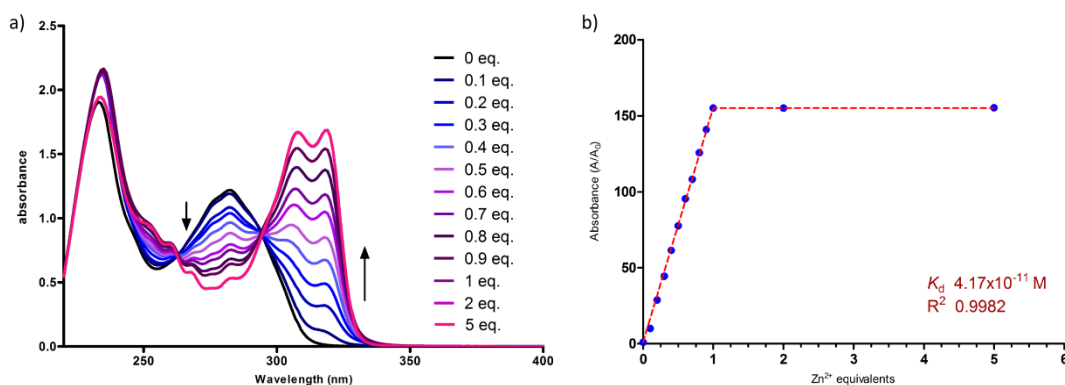 a)
2.5
2.0
1.5
1.0
0.5
0.0
absorbance
250
300
350
400
Wavelength (nm)
0 eq.
0.1 eq.
0.2 eq.
0.3 eq.
0.4 eq.
0.5 eq.
0.6 eq.
0.7 eq.
0.8 eq.
0.9 eq.
1 eq.
2 eq.
5 eq.
b)
200
150
100
50
0
Absorbance (A/A₀)
0
1
2
3
4
5
6
Zn²⁺ equivalents
K_d 4.17x10⁻¹¹ M
R² 0.9982